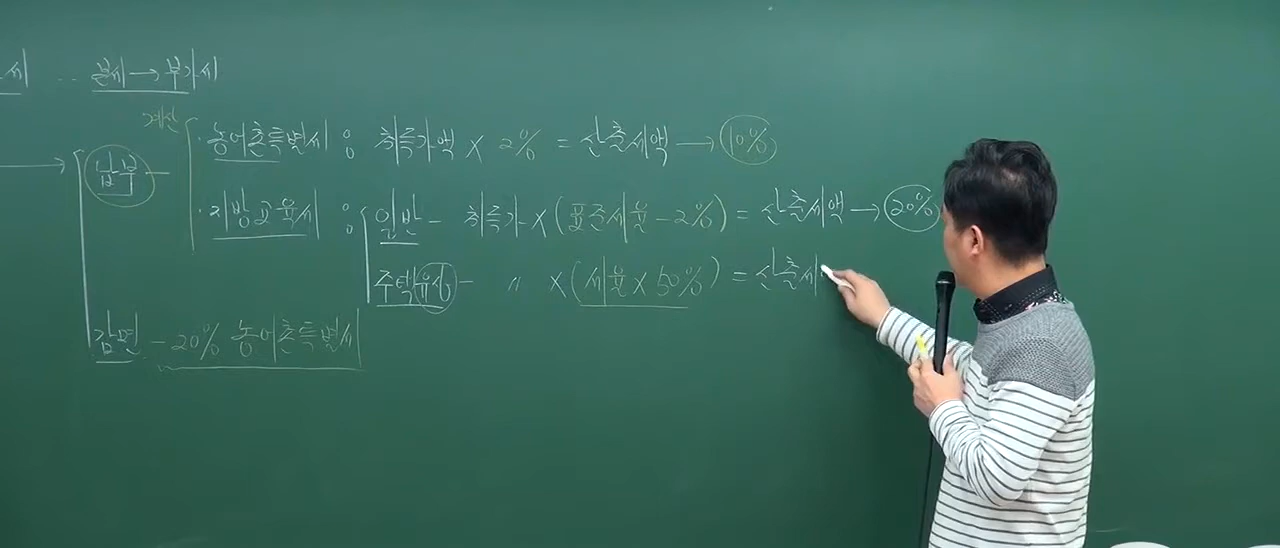 세 .. 본세 → 부가세
계산
농어촌특별세 : 취득가액 × 2% = 산출세액 → 10%
납부
지방교육세 : 일반 - 취득가 × (표준세율 - 2%) = 산출세액 → 20%
주택유상 - 〃 × (세율 × 50%) = 산출세
감면 - 20% 농어촌특별세